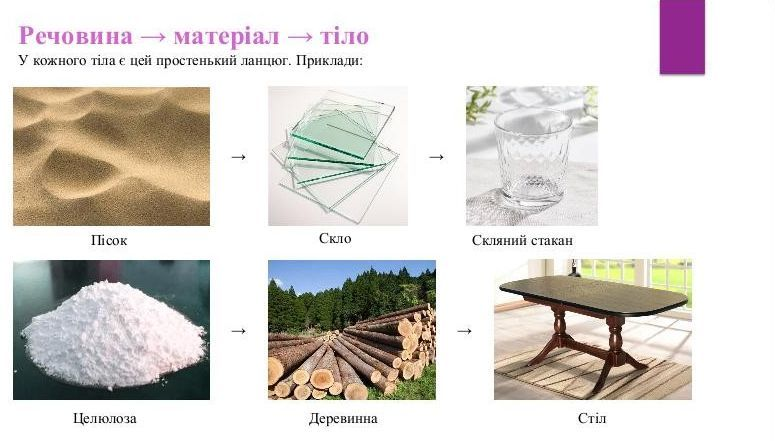 Речовина → матеріал → тіло
У кожного тіла є цей простенький ланцюг. Приклади:
→ →
Пісок Скло Скляний стакан
→ →
Целюлоза Деревинна Стіл